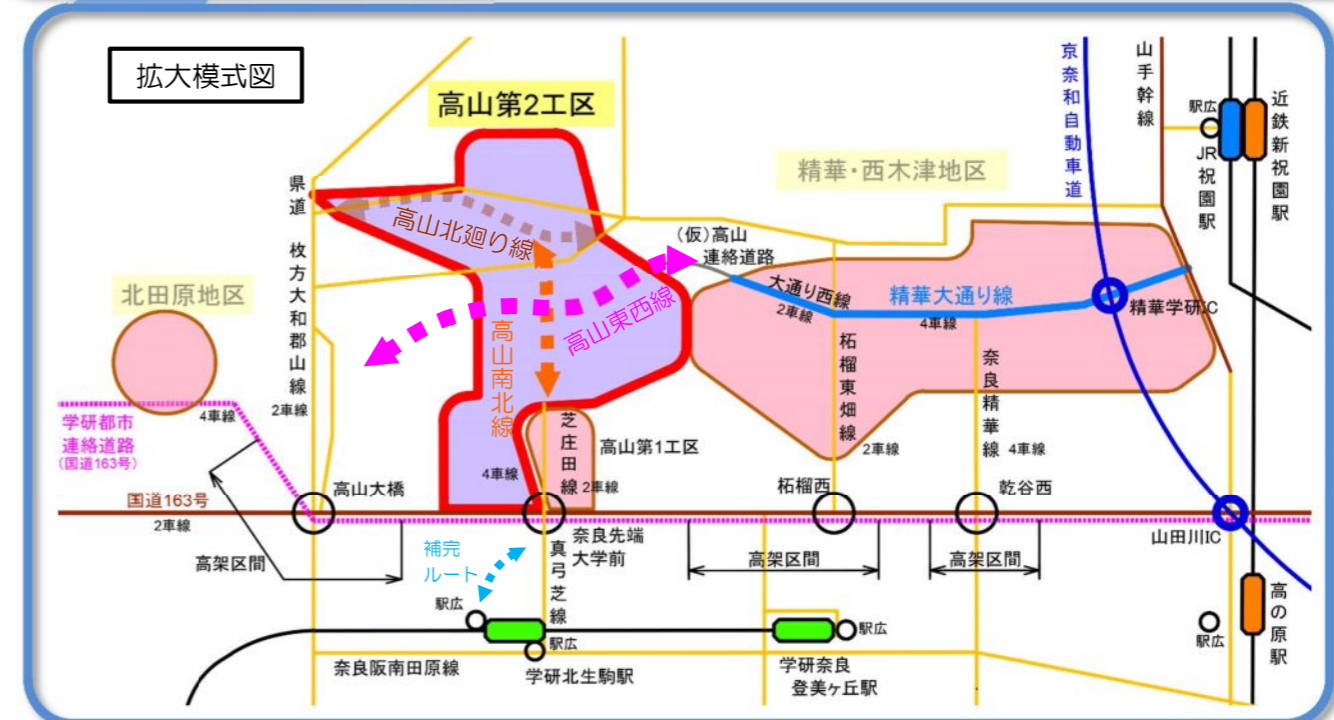 拡大模式図
高山第2工区
京奈和自動車道
山手幹線
駅広
JR祝園駅
近鉄新祝園駅
精華・西木津地区
県道 枚方大和郡山線
2車線
高山北廻り線
(仮)高山
連絡道路
大通り西線
2車線
精華大通り線
4車線
精華学研IC
北田原地区
高山東西線
高山南北線
柘榴東畑線
2車線
奈良精華線
4車線
学研都市
連絡道路
(国道163号)
4車線
芝庄田線
2車線
高山第1工区
4車線
国道163号
2車線
高山大橋
奈良先端
大学前
柘榴西
乾谷西
山田川IC
高架区間
補完
ルート
真弓芝線
高架区間
高架区間
駅広
駅広
駅広
駅広
高の原駅
奈良阪南田原線
学研北生駒駅
学研奈良
登美ヶ丘駅